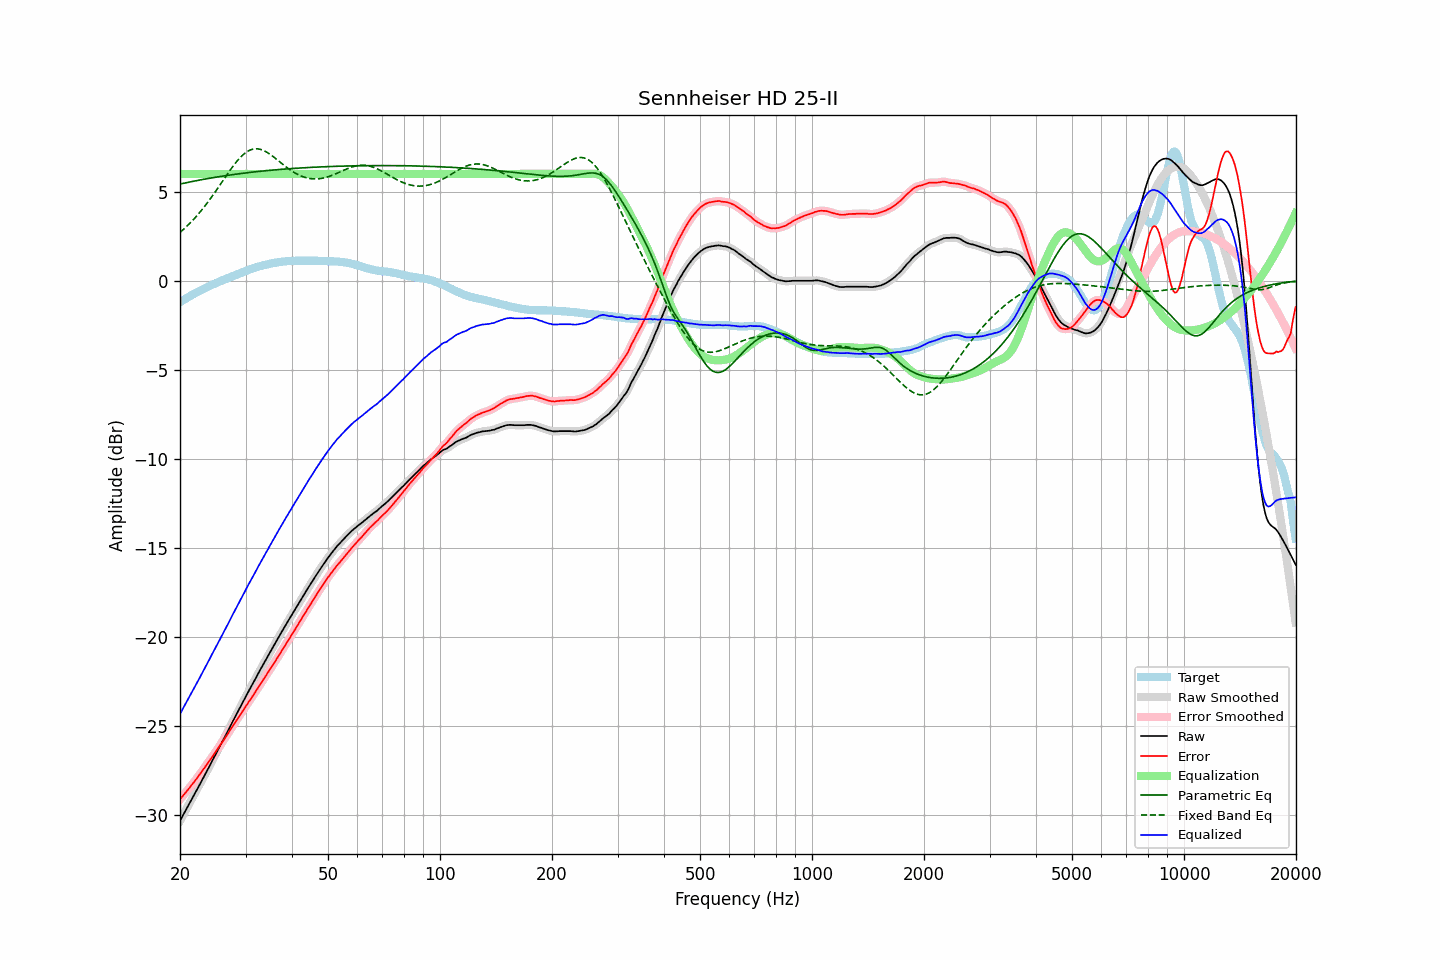 Sennheiser HD 25-II
Amplitude (dBr)
5
0
−5
−10
−15
−20
−25
−30
20
50
100
200
500
1000
2000
5000
10000
20000
Frequency (Hz)
Target
Raw Smoothed
Error Smoothed
Raw
Error
Equalization
Parametric Eq
Fixed Band Eq
Equalized